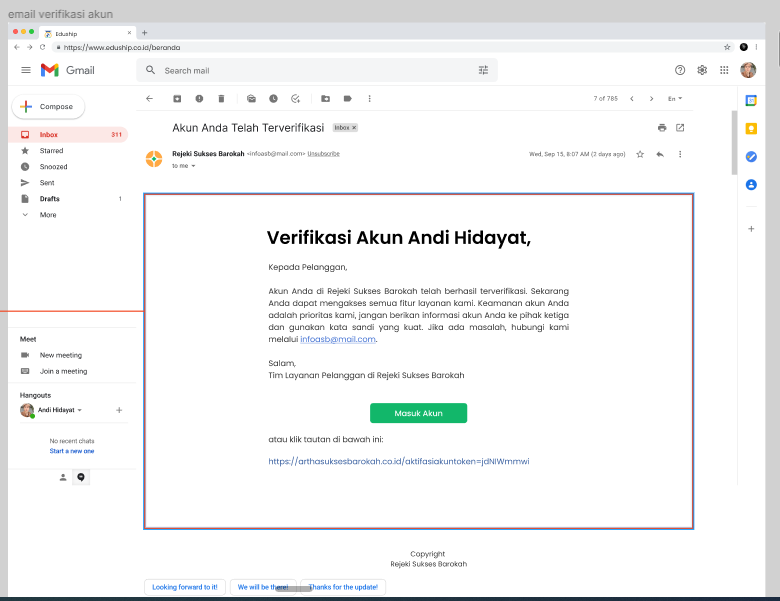 email verifikasi akun
Eduship
https://www.eduship.co.id/beranda
Gmail
Search mail
Compose
7 of 785
En
Inbox 311
Starred
Snoozed
Sent
Drafts 1
More
Akun Anda Telah Terverifikasi Inbox x
Rejeki Sukses Barokah <infoasb@mail.com> Unsubscribe
to me
Wed, Sep 15, 8:07 AM (2 days ago)
Verifikasi Akun Andi Hidayat,
Kepada Pelanggan,
Akun Anda di Rejeki Sukses Barokah telah berhasil terverifikasi. Sekarang
Anda dapat mengakses semua fitur layanan kami. Keamanan akun Anda
adalah prioritas kami, jangan berikan informasi akun Anda ke pihak ketiga
dan gunakan kata sandi yang kuat. Jika ada masalah, hubungi kami
melalui infoasb@mail.com.
Salam,
Tim Layanan Pelanggan di Rejeki Sukses Barokah
Masuk Akun
atau klik tautan di bawah ini:
https://arthasuksesbarokah.co.id/aktifasiakuntoken=jdNIWmmwi
Meet
New meeting
Join a meeting
Hangouts
Andi Hidayat
No recent chats
Start a new one
Copyright
Rejeki Sukses Barokah
Looking forward to it!
We will be there!
Thanks for the update!